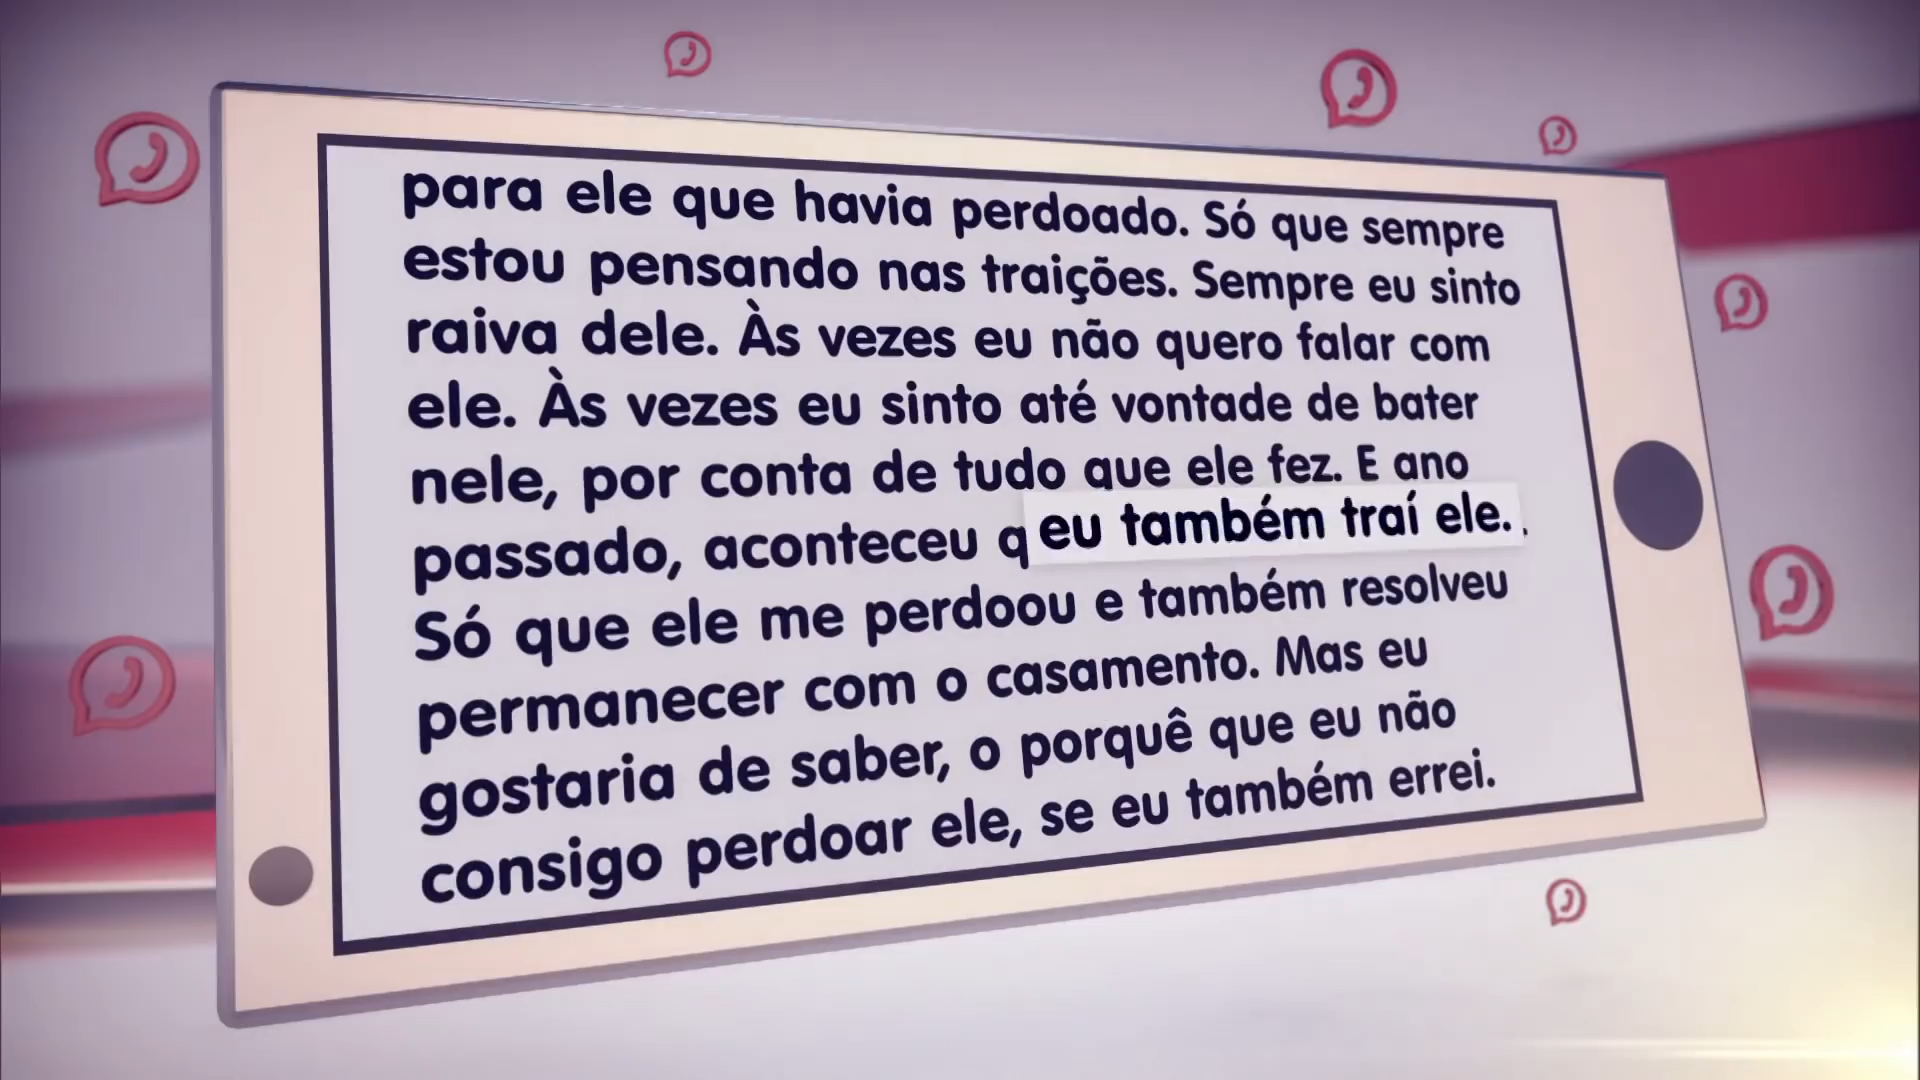 para ele que havia perdoado. Só que sempre
estou pensando nas traições. Sempre eu sinto
raiva dele. Às vezes eu não quero falar com
ele. Às vezes eu sinto até vontade de bater
nele, por conta de tudo que ele fez. E ano
passado, aconteceu q eu também traí ele. .
Só que ele me perdoou e também resolveu
permanecer com o casamento. Mas eu
gostaria de saber, o porquê que eu não
consigo perdoar ele, se eu também errei.